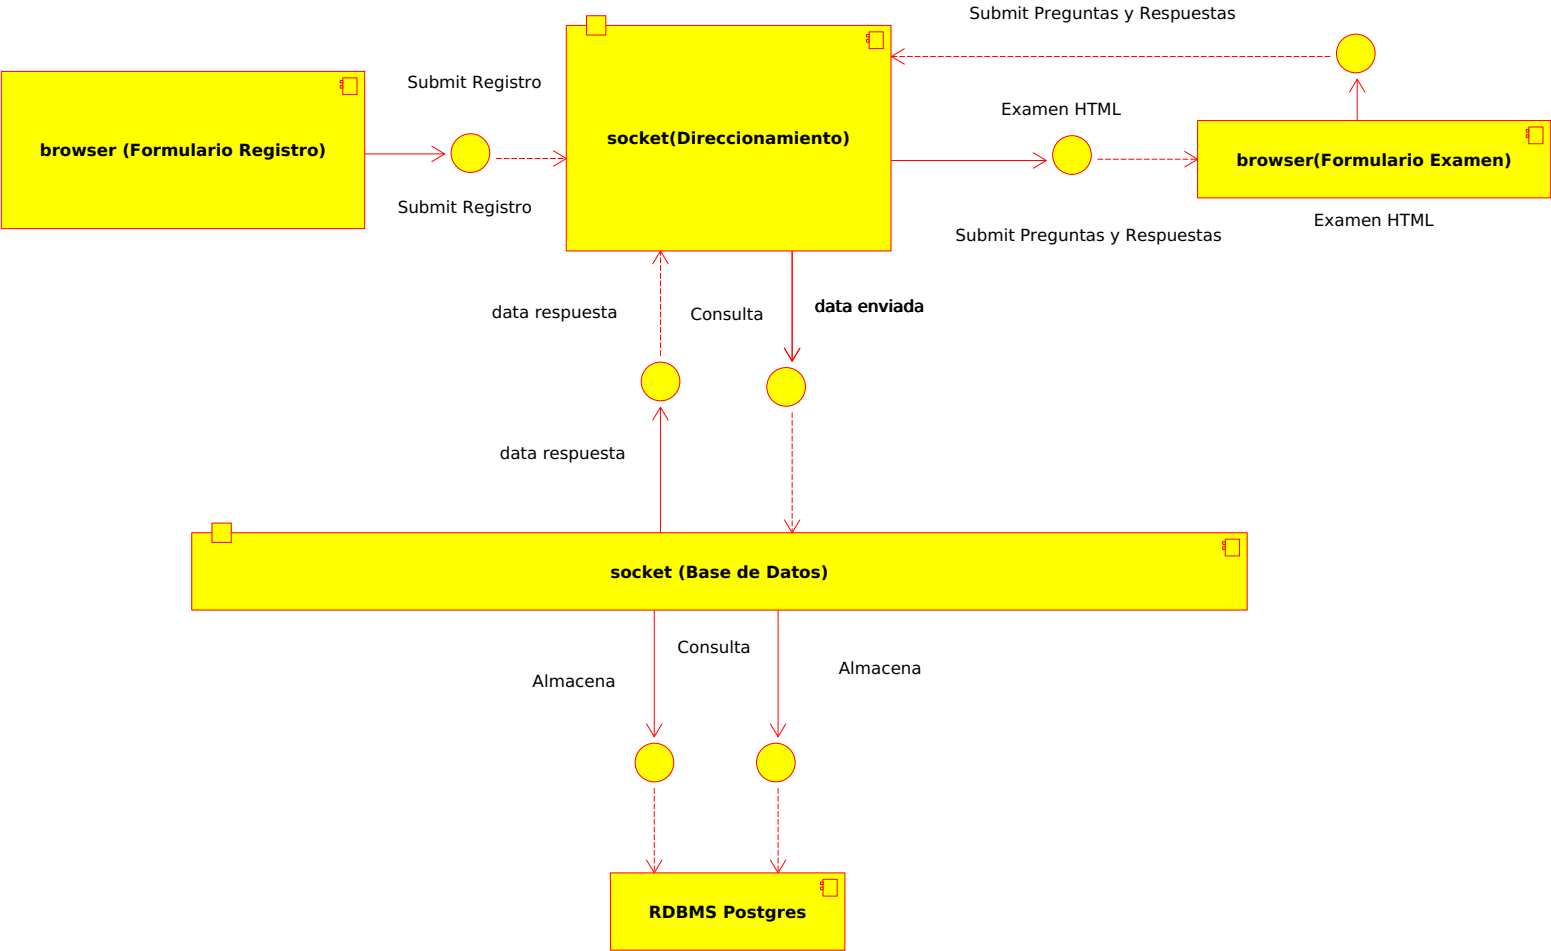 Submit Preguntas y Respuestas
Submit Registro
Examen HTML
browser (Formulario Registro)
socket(Direccionamiento)
browser(Formulario Examen)
Submit Registro
Examen HTML
Submit Preguntas y Respuestas
data respuesta
Consulta
data enviada
data respuesta
socket (Base de Datos)
Consulta
Almacena
Almacena
RDBMS Postgres